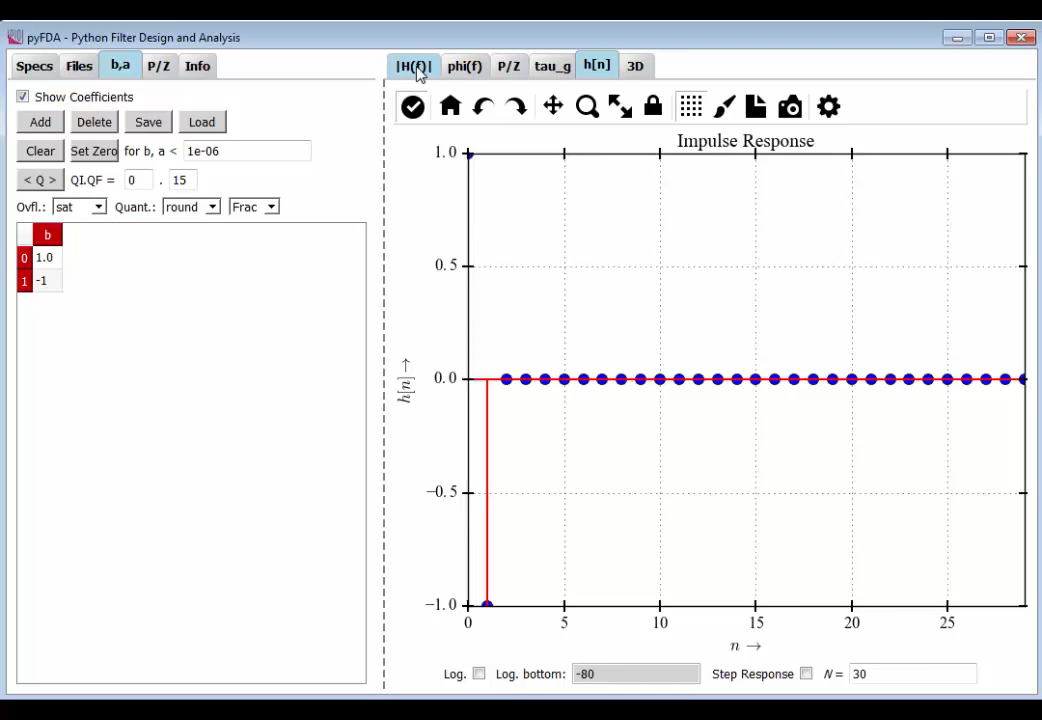 pyFDA - Python Filter Design and Analysis
Specs Files b,a P/Z Info
|H(f)| phi(f) P/Z tau_g h[n] 3D
Show Coefficients
Add Delete Save Load
Clear Set Zero for b, a < 1e-06
< Q > QI.QF = 0 . 15
Ovfl.: sat Quant.: round Frac
b
0 1.0
1 -1
Impulse Response
1.0
0.5
0.0
−0.5
−1.0
h[n] →
0 5 10 15 20 25
n →
Log. Log. bottom: -80 Step Response N = 30